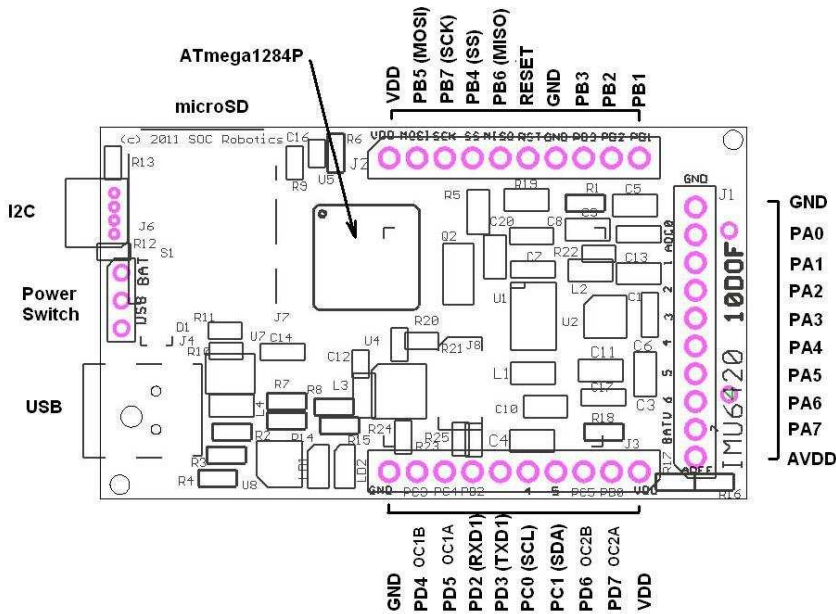 ATmega1284P
VDD
PB5 (MOSI)
PB7 (SCK)
PB4 (SS)
PB6 (MISO)
RESET
GND
PB3
PB2
PB1
microSD
(c) 2011 SOC Robotics
C16
R6
J2
VDD MOSI SCK SS MISO RST GND PB3 PB2 PB1
R13
U5
R9
I2C
J6
R12
S1
Power
Switch
USB BAT
R5
R19
R1
C5
C20
C8
C9
Q2
R22
C7
L2
C13
U1
U2
C1
GND
J1
ADC0
1
2
3
4
5
6
BATV
7
AREF
IMU6420 10DOF
GND
PA0
PA1
PA2
PA3
PA4
PA5
PA6
PA7
AVDD
R11
D1
J4
R10
U7
C14
J7
C12
U4
R20
R21
J8
L1
C11
C6
USB
L4
R7
R8
L3
C10
C17
C3
R2
R14
R15
R24
R23
R25
C4
R18
J3
R3
R4
U8
LD1
LD2
R17
R16
GND PC3 PC4 PB2 4 5 PC5 PB0 VDD
GND
PD4 OC1B
PD5 OC1A
PD2 (RXD1)
PD3 (TXD1)
PC0 (SCL)
PC1 (SDA)
PD6 OC2B
PD7 OC2A
VDD